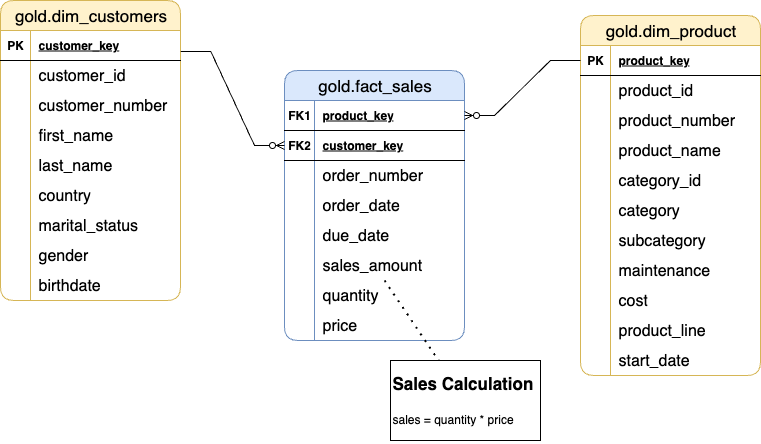 gold.dim_customers
PK customer_key
customer_id
customer_number
first_name
last_name
country
marital_status
gender
birthdate
gold.fact_sales
FK1 product_key
FK2 customer_key
order_number
order_date
due_date
sales_amount
quantity
price
Sales Calculation
sales = quantity * price
gold.dim_product
PK product_key
product_id
product_number
product_name
category_id
category
subcategory
maintenance
cost
product_line
start_date